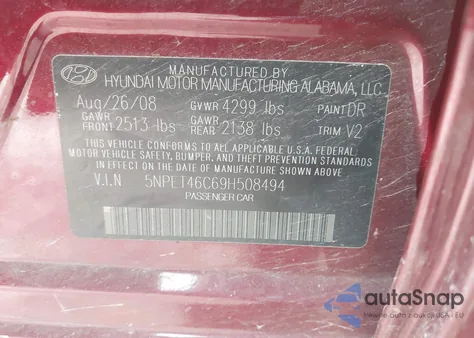 MANUFACTURED BY
HYUNDAI MOTOR MANUFACTURING ALABAMA, LLC.
Aug/26/08 GVWR 4299 lbs PAINT DR
GAWR FRONT 2513 lbs GAWR REAR 2138 lbs TRIM V2
THIS VEHICLE CONFORMS TO ALL APPLICABLE U.S.A FEDERAL
MOTOR VEHICLE SAFETY, BUMPER, AND THEFT PREVENTION
STANDARDS IN EFFECT ON THE DATE OF MANUFACTURE SHOWN ABOVE.
V.I.N 5NPET46C69H508494
PASSENGER CAR
autoSnap